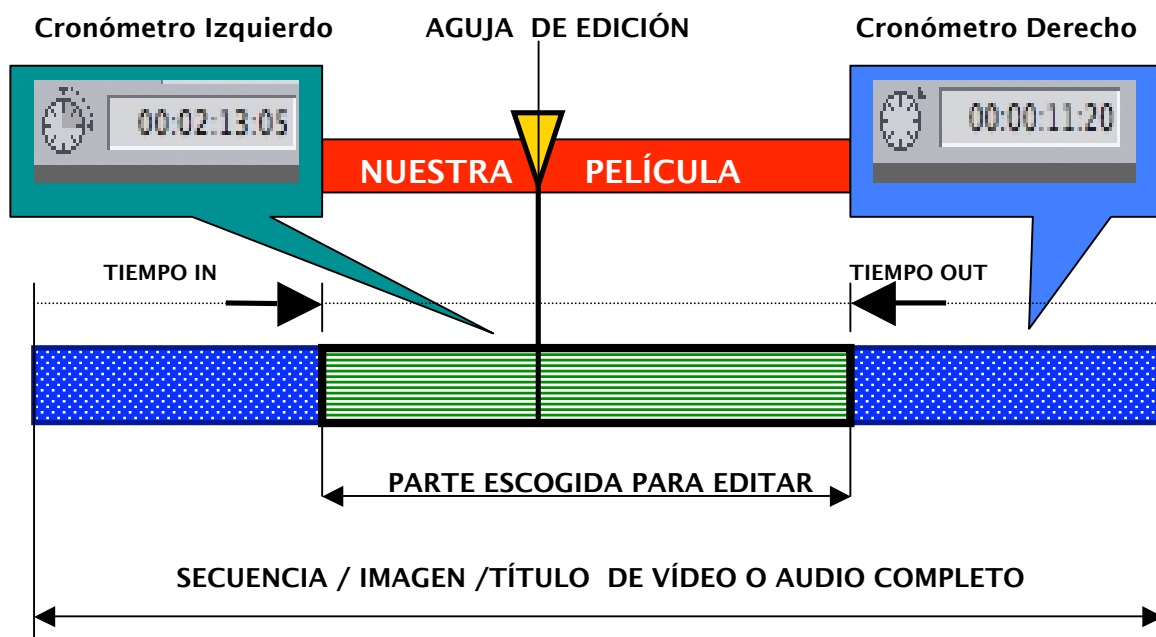 Cronómetro Izquierdo
AGUJA DE EDICIÓN
Cronómetro Derecho
00:02:13:05
00:00:11:20
NUESTRA PELÍCULA
TIEMPO IN
TIEMPO OUT
PARTE ESCOGIDA PARA EDITAR
SECUENCIA / IMAGEN /TÍTULO DE VÍDEO O AUDIO COMPLETO